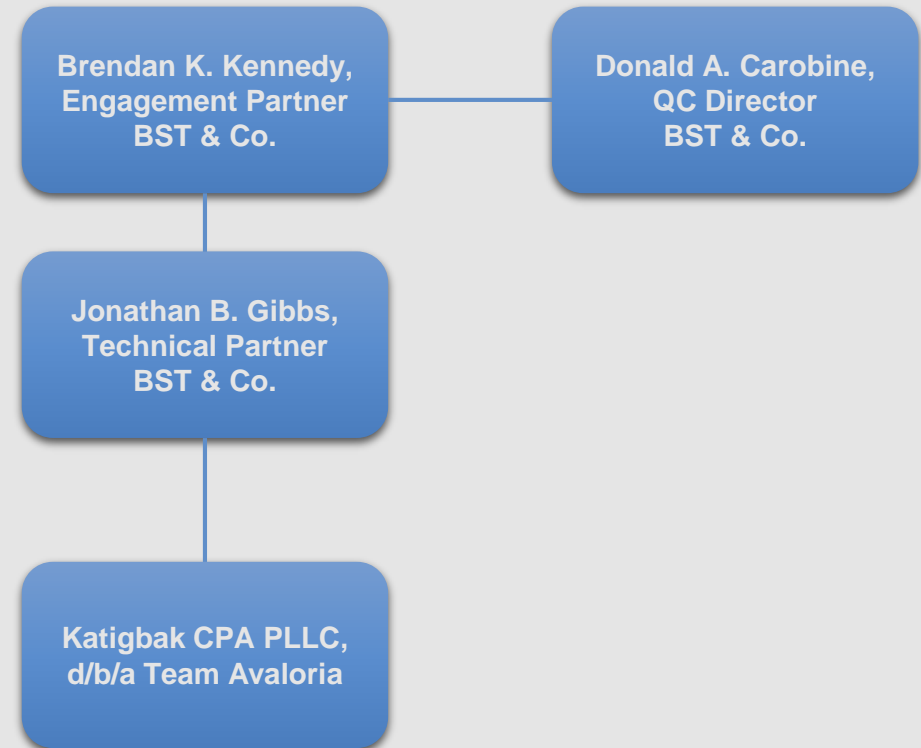 Brendan K. Kennedy,
Engagement Partner
BST & Co.
Donald A. Carobine,
QC Director
BST & Co.
Jonathan B. Gibbs,
Technical Partner
BST & Co.
Katigbak CPA PLLC,
d/b/a Team Avaloria